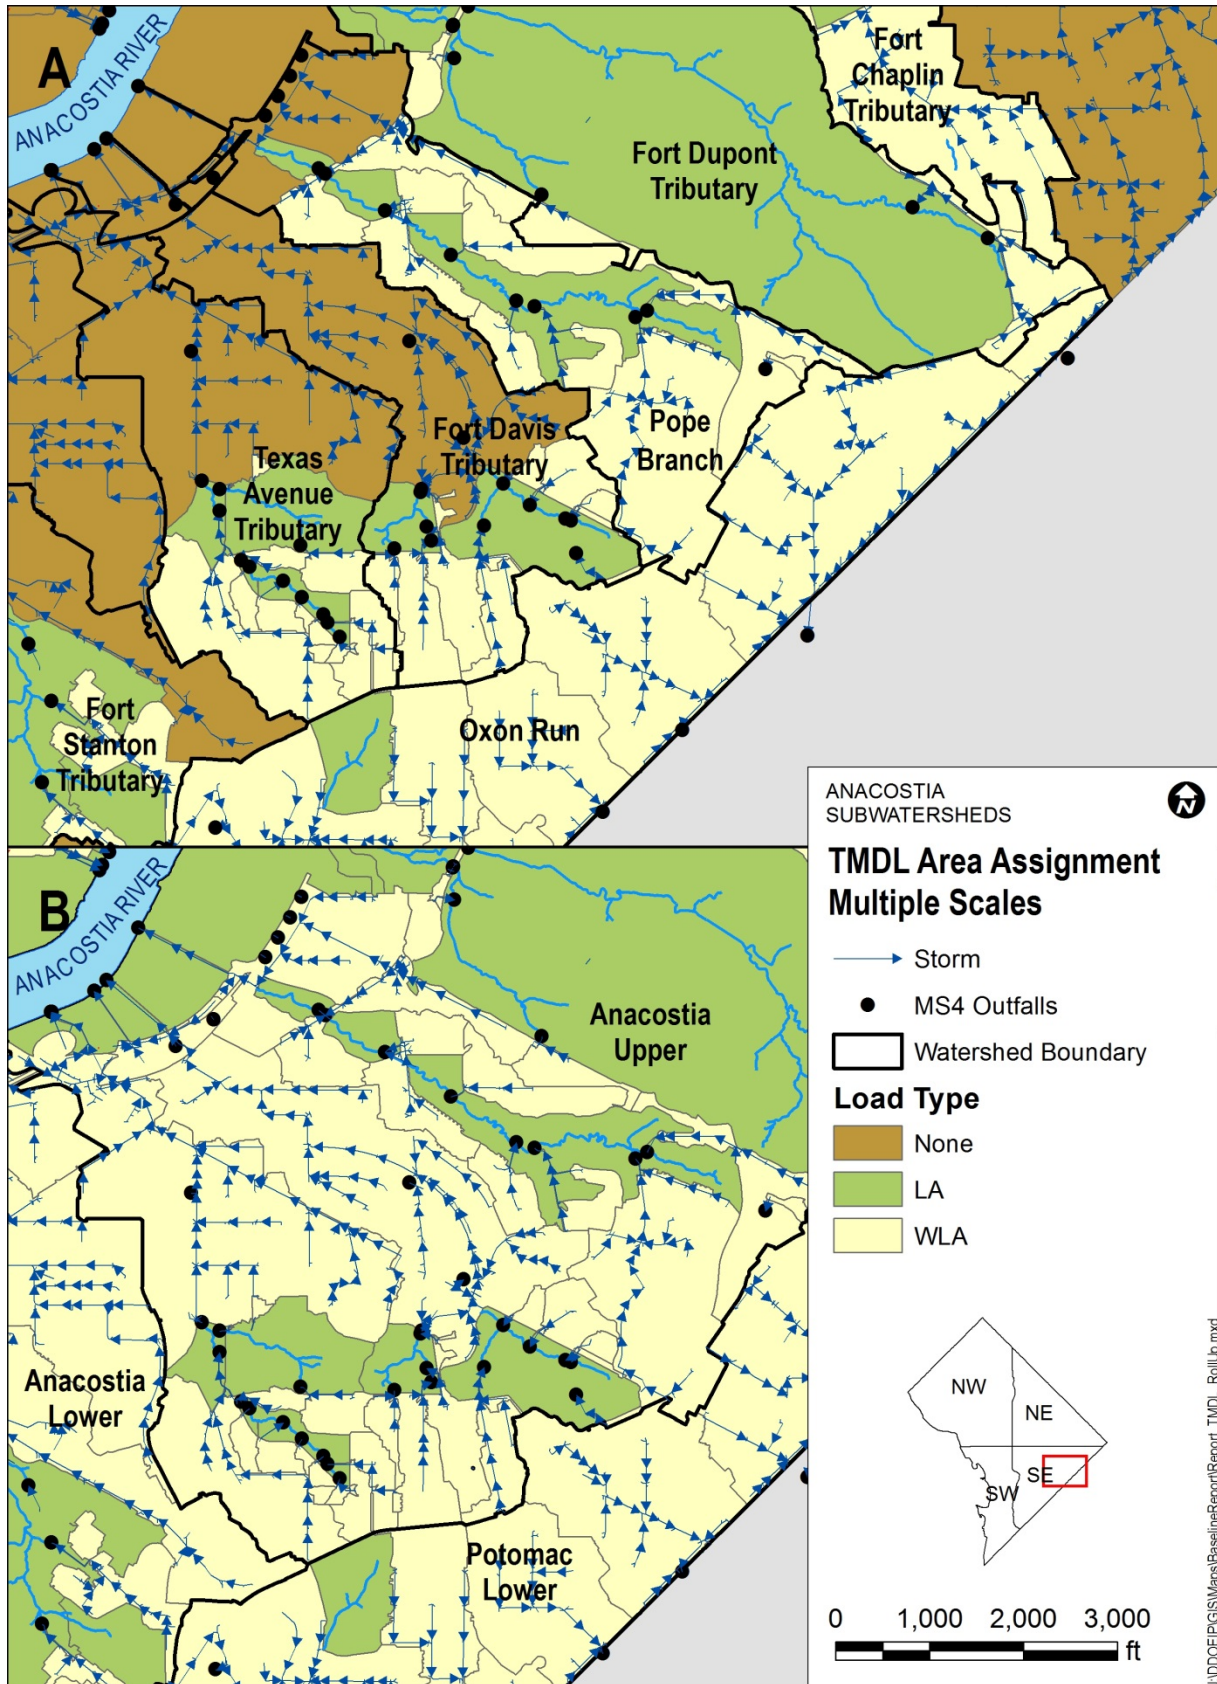 A
ANACOSTIA RIVER
Fort
Chaplin
Tributary
Fort Dupont
Tributary
Pope
Branch
Fort Davis
Tributary
Texas
Avenue
Tributary
Fort
Stanton
Tributary
Oxon Run
B
ANACOSTIA RIVER
Anacostia
Upper
Anacostia
Lower
Potomac
Lower
ANACOSTIA
SUBWATERSHEDS
N
TMDL Area Assignment
Multiple Scales
Storm
MS4 Outfalls
Watershed Boundary
Load Type
None
LA
WLA
NW
NE
SE
SW
0 1,000 2,000 3,000
ft